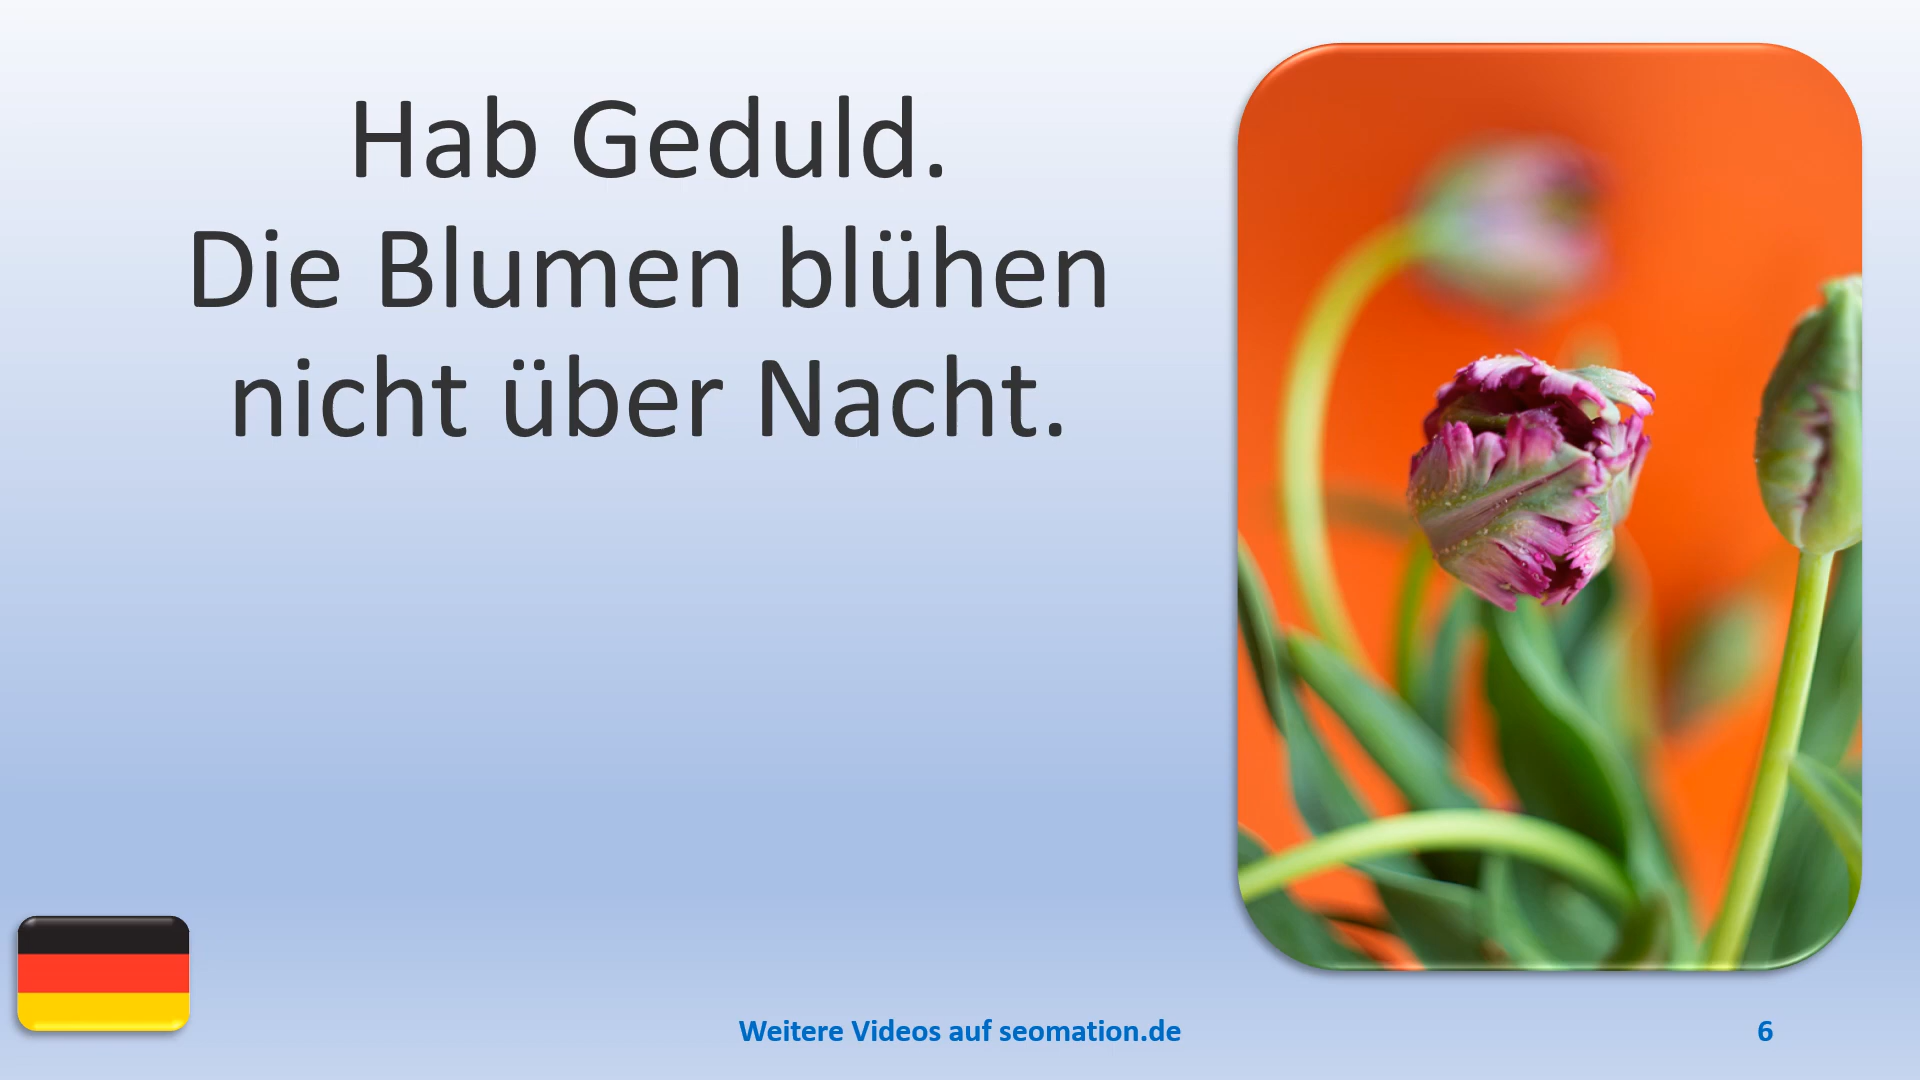 Hab Geduld.
Die Blumen blühen
nicht über Nacht.
Weitere Videos auf seomation.de
6